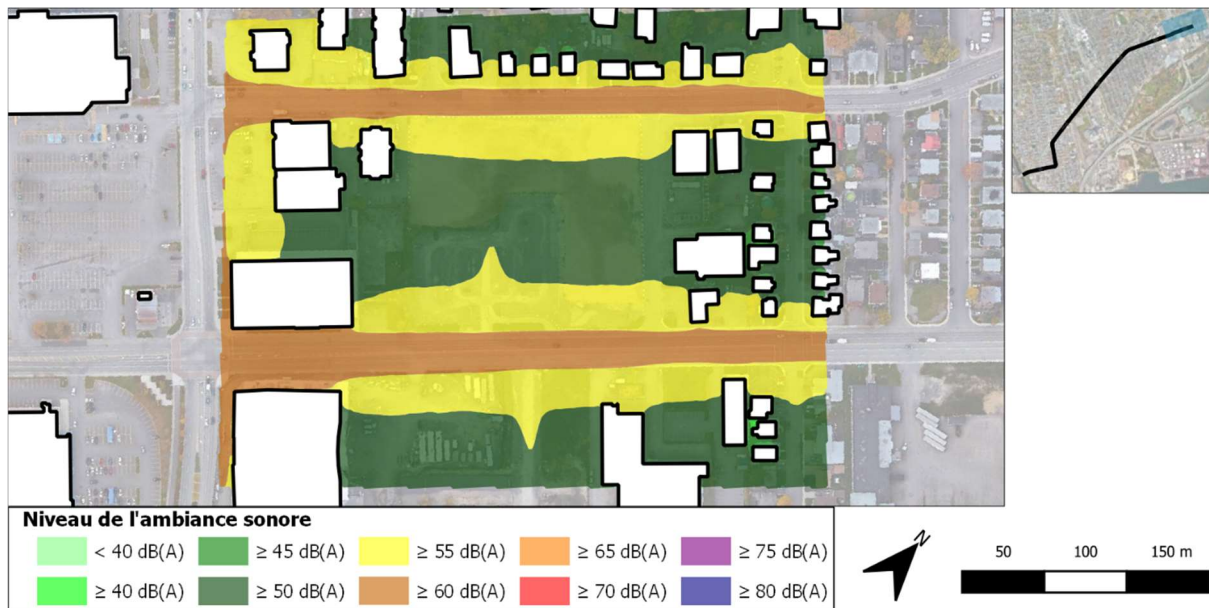 Niveau de l'ambiance sonore
< 40 dB(A) ≥ 45 dB(A) ≥ 55 dB(A) ≥ 65 dB(A) ≥ 75 dB(A)
≥ 40 dB(A) ≥ 50 dB(A) ≥ 60 dB(A) ≥ 70 dB(A) ≥ 80 dB(A)
N
50 100 150 m